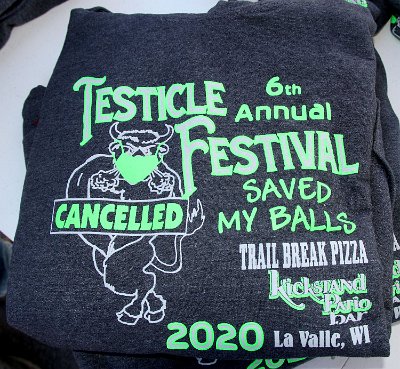 TESTICLE
6th
Annual
FESTIVAL
CANCELLED
SAVED
MY BALLS
TRAIL BREAK PIZZA
Kickstand
Patio
BAR
2020 La Valle, WI